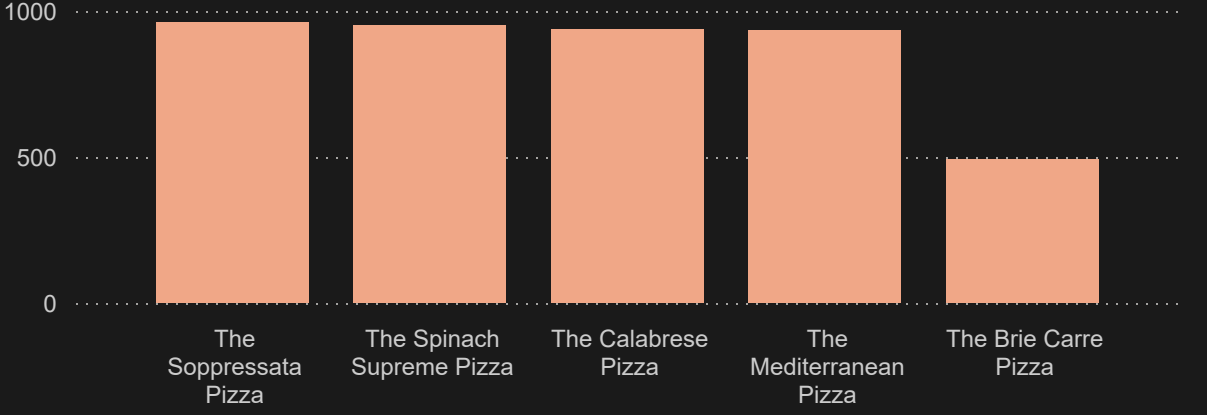 1000
500
0
The
Soppressata
Pizza
The Spinach
Supreme Pizza
The Calabrese
Pizza
The
Mediterranean
Pizza
The Brie Carre
Pizza